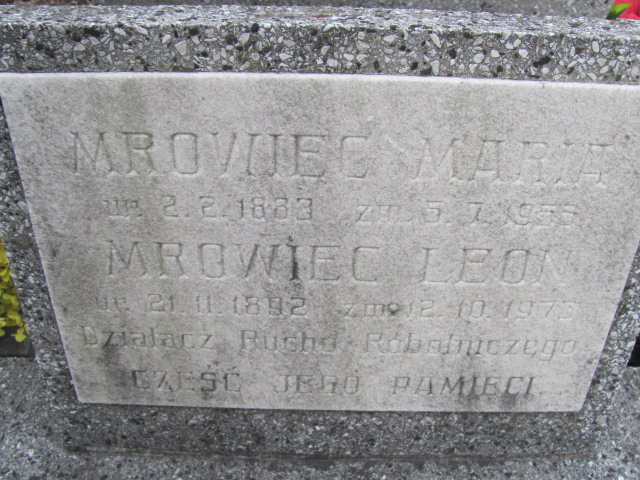 MROWIEC MARIA
ur. 2.2.1883 zm. 5.7.1955
MROWIEC LEON
ur. 21.11.1892 zm. 12.10.1973
Działacz Ruchu Robotniczego
CZEŚĆ JEGO PAMIĘCI